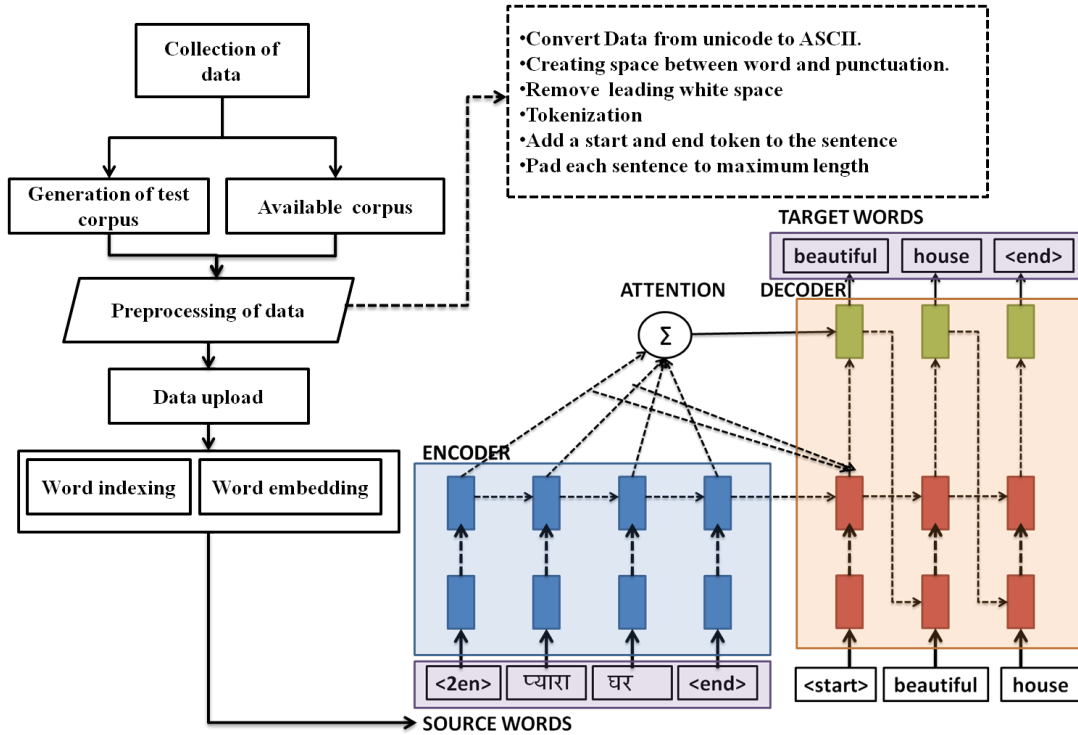 Collection of
data
•Convert Data from unicode to ASCII.
•Creating space between word and punctuation.
•Remove leading white space
•Tokenization
•Add a start and end token to the sentence
•Pad each sentence to maximum length
Generation of test
corpus
Available corpus
Preprocessing of data
Data upload
Word indexing
Word embedding
TARGET WORDS
beautiful
house
<end>
ATTENTION
DECODER
Σ
ENCODER
<2en>
प्यारा
घर
<end>
SOURCE WORDS
<start>
beautiful
house